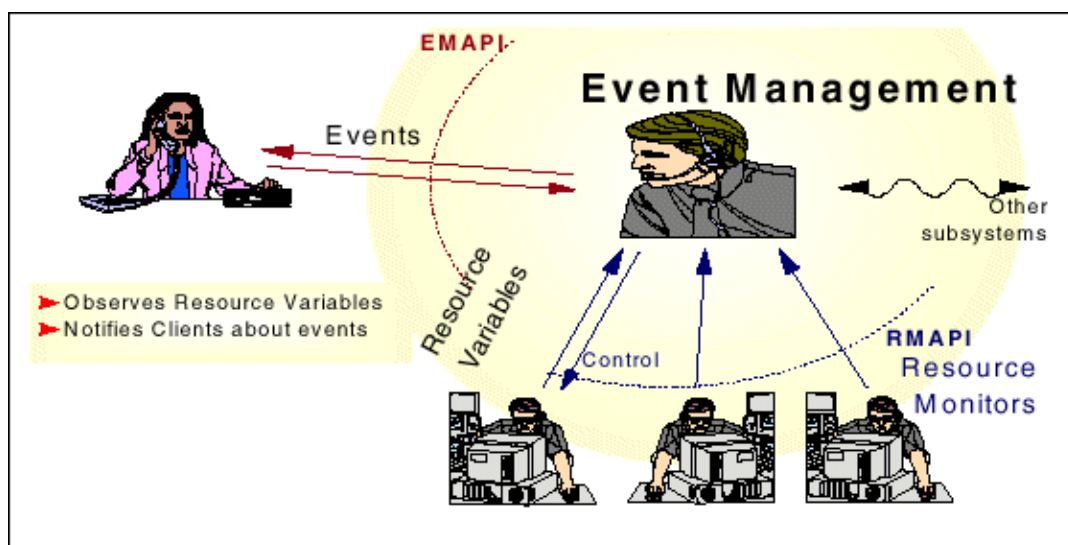 EMAPI
Event Management
Events
Other
subsystems
Resource
Variables
Observes Resource Variables
Notifies Clients about events
Control
RMAPI
Resource
Monitors